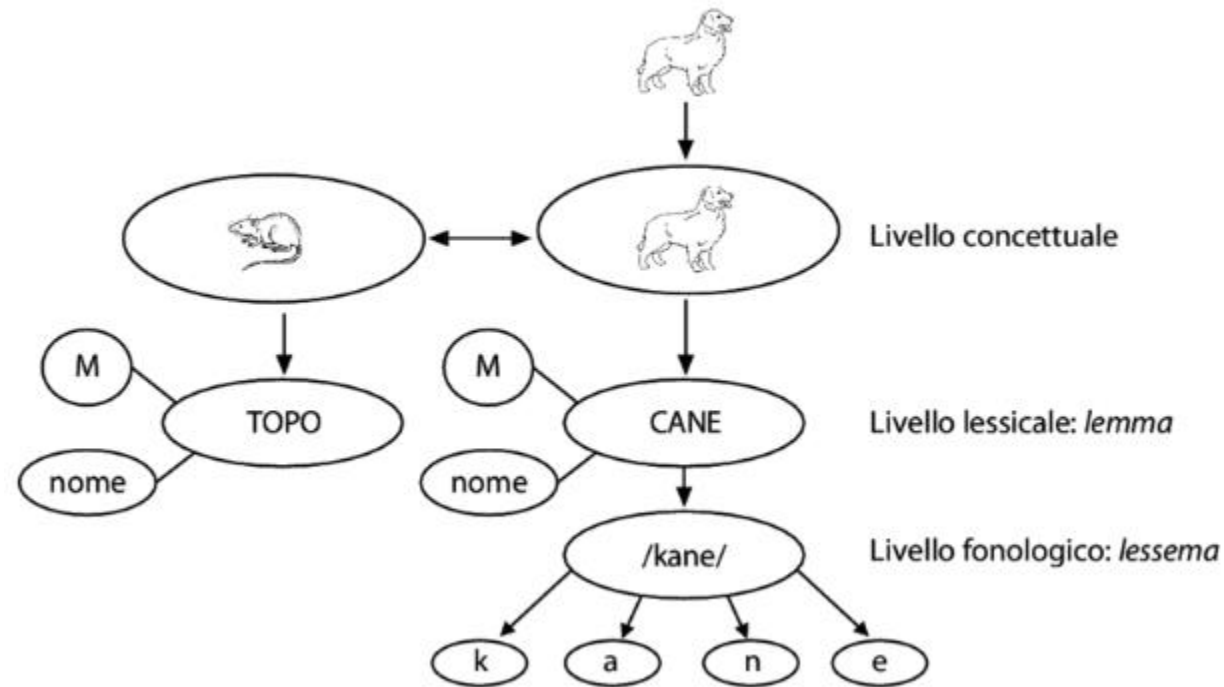 Livello concettuale
M
M
TOPO
CANE
Livello lessicale: lemma
nome
nome
/kane/
Livello fonologico: lessema
k
a
n
e